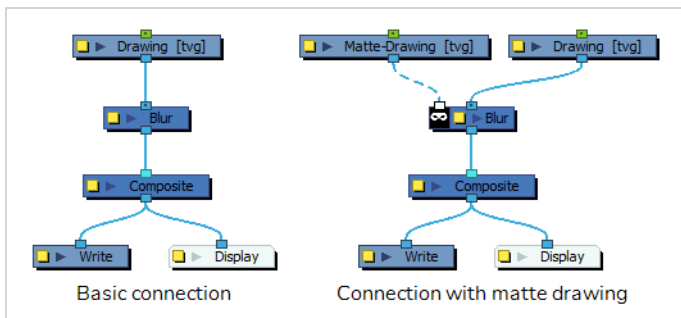 Drawing [tvg]
Blur
Composite
Write
Display
Basic connection
Matte-Drawing [tvg]
Drawing [tvg]
Blur
Composite
Write
Display
Connection with matte drawing